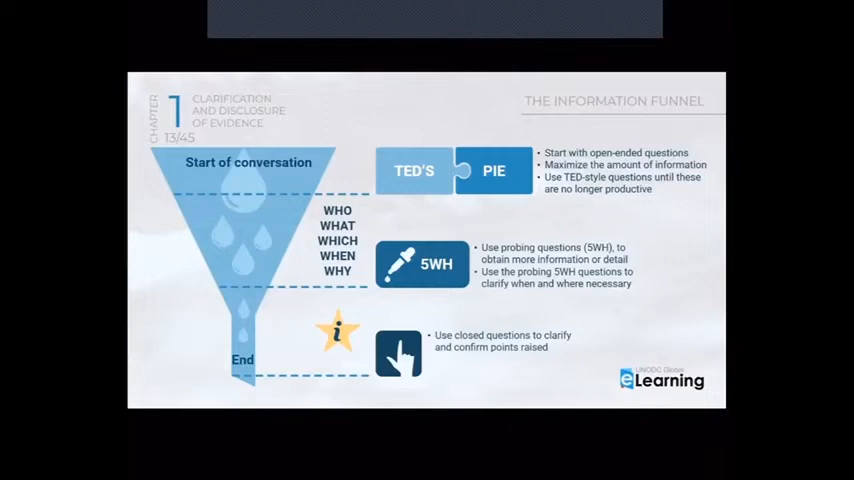 CHAPTER
1
CLARIFICATION
AND DISCLOSURE
OF EVIDENCE
13/45
THE INFORMATION FUNNEL
Start of conversation
TED'S
PIE
• Start with open-ended questions
• Maximize the amount of information
• Use TED-style questions until these
are no longer productive
WHO
WHAT
WHICH
WHEN
WHY
5WH
• Use probing questions (5WH), to
obtain more information or detail
• Use the probing 5WH questions to
clarify when and where necessary
i
End
• Use closed questions to clarify
and confirm points raised
UNODC Global
eLearning